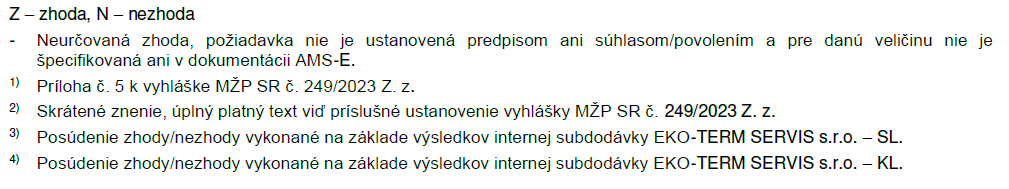 Z – zhoda, N – nezhoda
- Neurčovaná zhoda, požiadavka nie je ustanovená predpisom ani súhlasom/povolením a pre danú veličinu nie je
špecifikovaná ani v dokumentácii AMS-E.
1) Príloha č. 5 k vyhláške MŽP SR č. 249/2023 Z. z.
2) Skrátené znenie, úplný platný text viď príslušné ustanovenie vyhlášky MŽP SR č. 249/2023 Z. z.
3) Posúdenie zhody/nezhody vykonané na základe výsledkov internej subdodávky EKO-TERM SERVIS s.r.o. – SL.
4) Posúdenie zhody/nezhody vykonané na základe výsledkov internej subdodávky EKO-TERM SERVIS s.r.o. – KL.